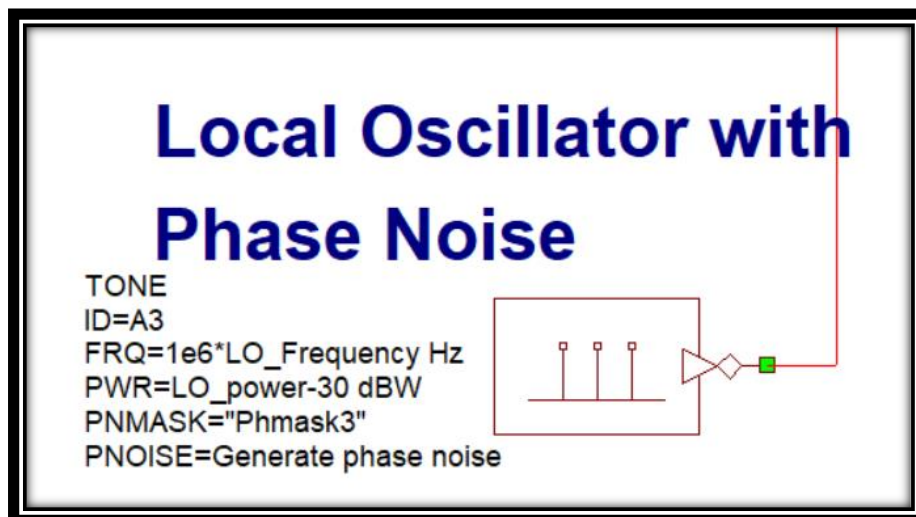 Local Oscillator with
Phase Noise
TONE
ID=A3
FRQ=1e6*LO_Frequency Hz
PWR=LO_power-30 dBW
PNMASK="Phmask3"
PNOISE=Generate phase noise